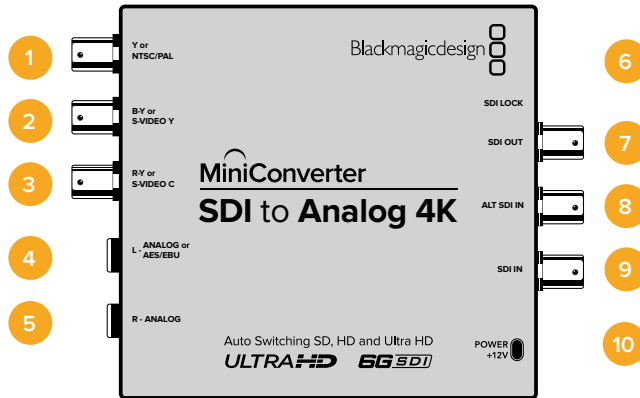 1
Y or
NTSC/PAL
2
B-Y or
S-VIDEO Y
3
R-Y or
S-VIDEO C
4
L - ANALOG or
AES/EBU
5
R - ANALOG
Blackmagicdesign
MiniConverter
SDI to Analog 4K
Auto Switching SD, HD and Ultra HD
ULTRA HD 6G SDI
6
SDI LOCK
7
SDI OUT
8
ALT SDI IN
9
SDI IN
10
POWER
+12V